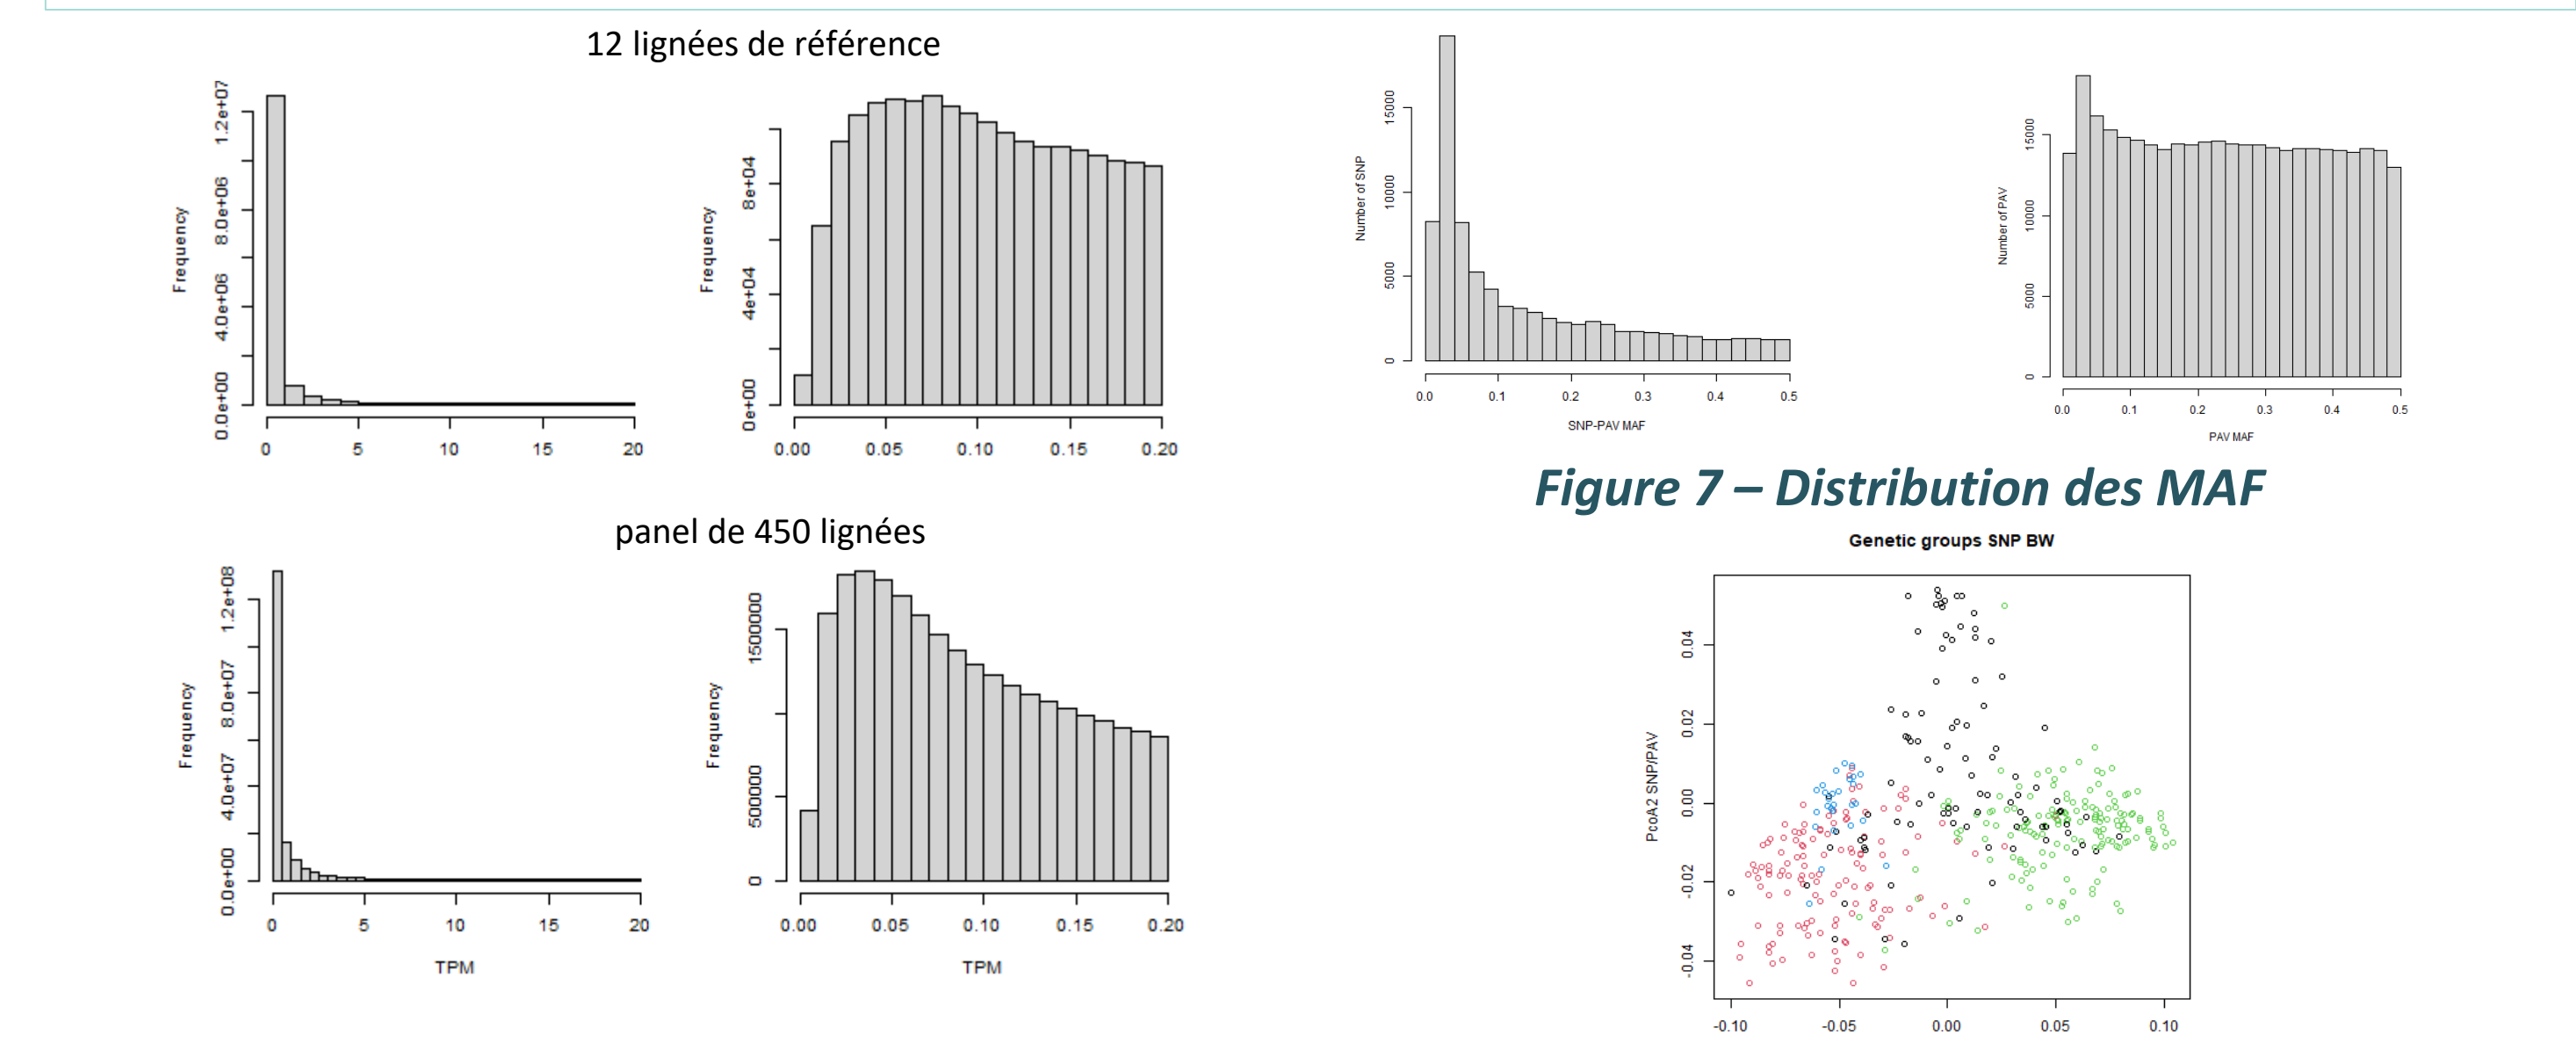 12 lignées de référence
Frequency
0.0e+00 4.0e+06 8.0e+06 1.2e+07
0 5 10 15 20
Frequency
0e+00 4e+04 8e+04
0.00 0.05 0.10 0.15 0.20
panel de 450 lignées
Frequency
0.0e+00 4.0e+07 8.0e+07 1.2e+08
0 5 10 15 20
TPM
Frequency
0 500000 1500000
0.00 0.05 0.10 0.15 0.20
TPM
Number of SNP
0 5000 10000 15000
0.0 0.1 0.2 0.3 0.4 0.5
SNP-PAV MAF
Number of PAV
0 5000 10000 15000
0.0 0.1 0.2 0.3 0.4 0.5
PAV MAF
Figure 7 – Distribution des MAF
Genetic groups SNP BW
PcoA2 SNP/PAV
-0.04 -0.02 0.00 0.02 0.04
-0.10 -0.05 0.00 0.05 0.10